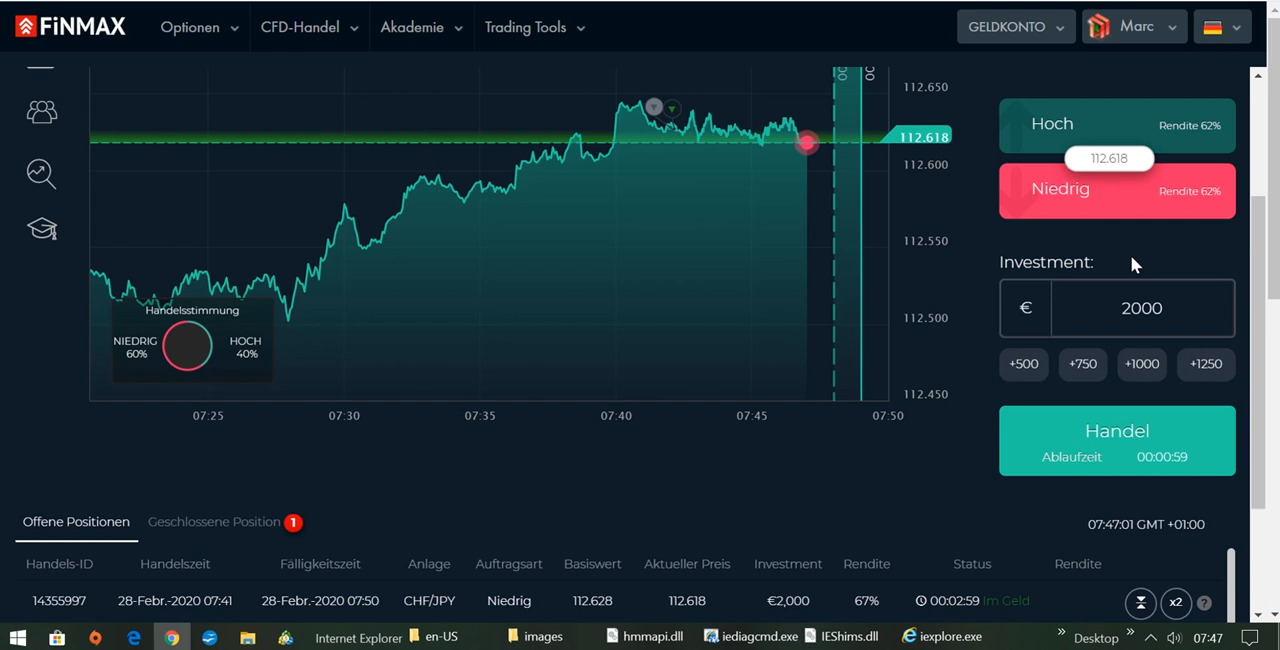 FiNMAX
Optionen
CFD-Handel
Akademie
Trading Tools
GELDKONTO
Marc
112.650
112.618
112.600
112.550
112.500
112.450
Handelsstimmung
NIEDRIG
60%
HOCH
40%
07:25
07:30
07:35
07:40
07:45
07:50
Hoch
Rendite 62%
112.618
Niedrig
Rendite 62%
Investment:
€
2000
+500
+750
+1000
+1250
Handel
Ablaufzeit 00:00:59
Offene Positionen
Geschlossene Position 1
07:47:01 GMT +01:00
Handels-ID Handelszeit Fälligkeitszeit Anlage Auftragsart Basiswert Aktueller Preis Investment Rendite Status Rendite
14355997 28-Febr.-2020 07:41 28-Febr.-2020 07:50 CHF/JPY Niedrig 112.628 112.618 €2,000 67% 00:02:59 Im Geld x2 ?
Internet Explorer en-US images hmmapi.dll iediagcmd.exe IEShims.dll iexplore.exe Desktop 07:47